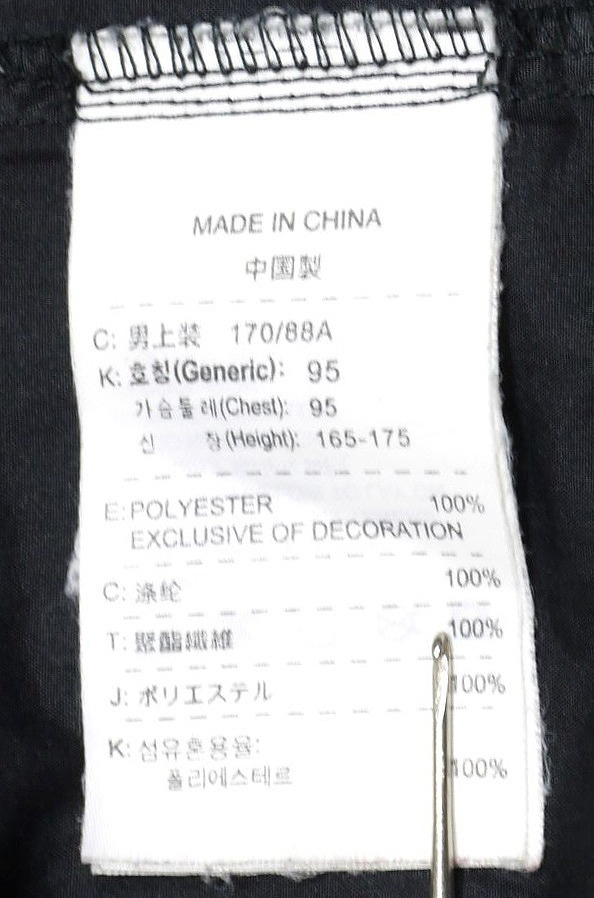 MADE IN CHINA
中国製
C: 男上装 170/88A
K: 호칭(Generic): 95
가슴둘레(Chest): 95
신 장(Height): 165-175
E: POLYESTER 100%
EXCLUSIVE OF DECORATION
C: 涤纶 100%
T: 聚酯纖維 100%
J: ポリエステル 100%
K: 섬유혼용율:
폴리에스테르 100%